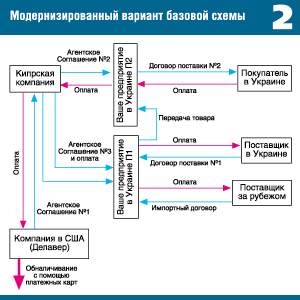 Модернизированный вариант базовой схемы
2
Агентское
Соглашение №2
Договор поставки №2
Кипрская
компания
Ваше предприятие
в Украине П2
Покупатель
в Украине
Оплата
Оплата
Передача товара
Оплата
Агентское
Соглашение №3
и оплата
Ваше предприятие
в Украине П1
Оплата
Поставщик
в Украине
Договор поставки №1
Оплата
Поставщик
за рубежом
Агентское
Соглашение №1
Импортный договор
Компания в США
(Делавер)
Обналичивание
с помощью
платежных карт